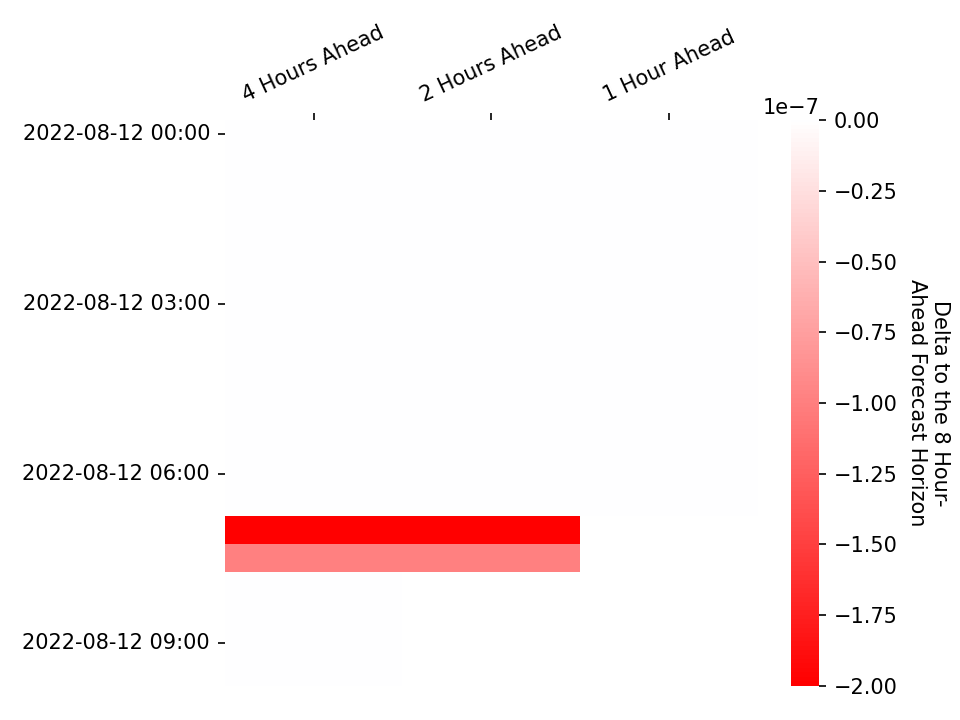 4 Hours Ahead
2 Hours Ahead
1 Hour Ahead
1e−7
2022-08-12 00:00
2022-08-12 03:00
2022-08-12 06:00
2022-08-12 09:00
0.00
−0.25
−0.50
−0.75
−1.00
−1.25
−1.50
−1.75
−2.00
Delta to the 8 Hour-
Ahead Forecast Horizon